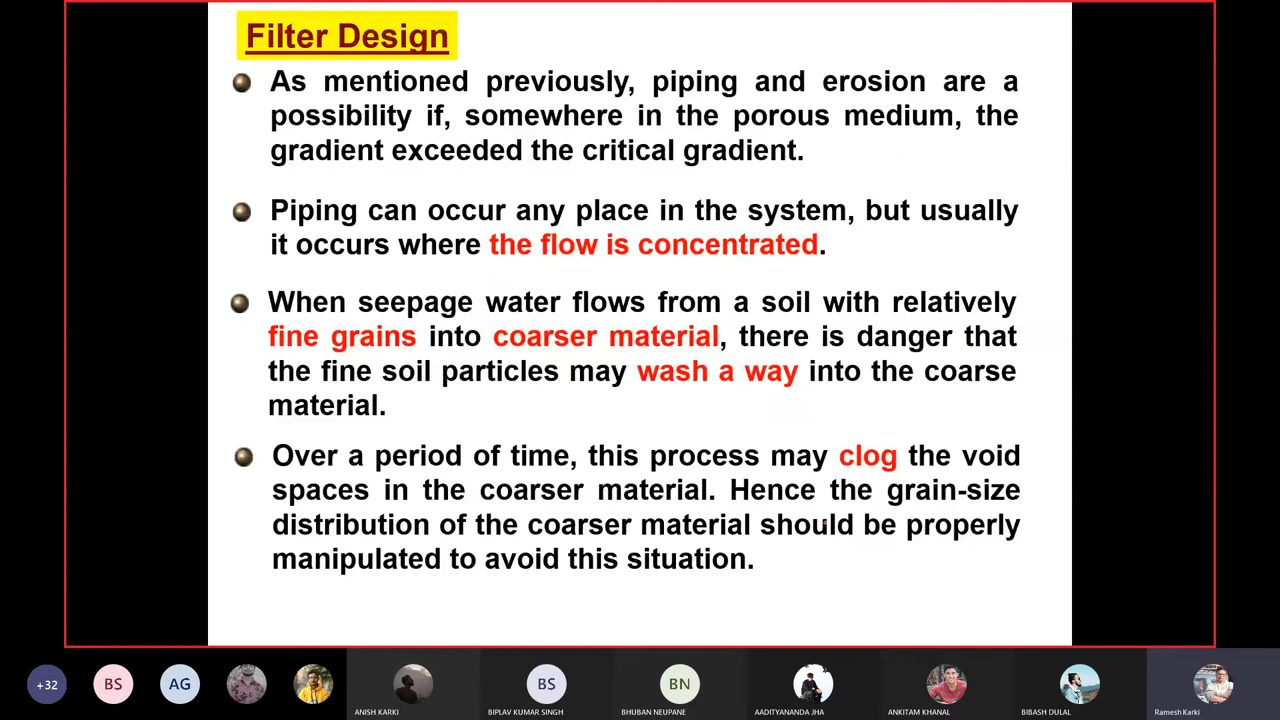 Filter Design
As mentioned previously, piping and erosion are a
possibility if, somewhere in the porous medium, the
gradient exceeded the critical gradient.
Piping can occur any place in the system, but usually
it occurs where the flow is concentrated.
When seepage water flows from a soil with relatively
fine grains into coarser material, there is danger that
the fine soil particles may wash a way into the coarse
material.
Over a period of time, this process may clog the void
spaces in the coarser material. Hence the grain-size
distribution of the coarser material should be properly
manipulated to avoid this situation.
+32 BS AG BS BN
ANISH KARKI BIPLAV KUMAR SINGH BHUBAN NEUPANE AADITYANANDA JHA ANKITAM KHANAL BIBASH DULAL Ramesh Karki